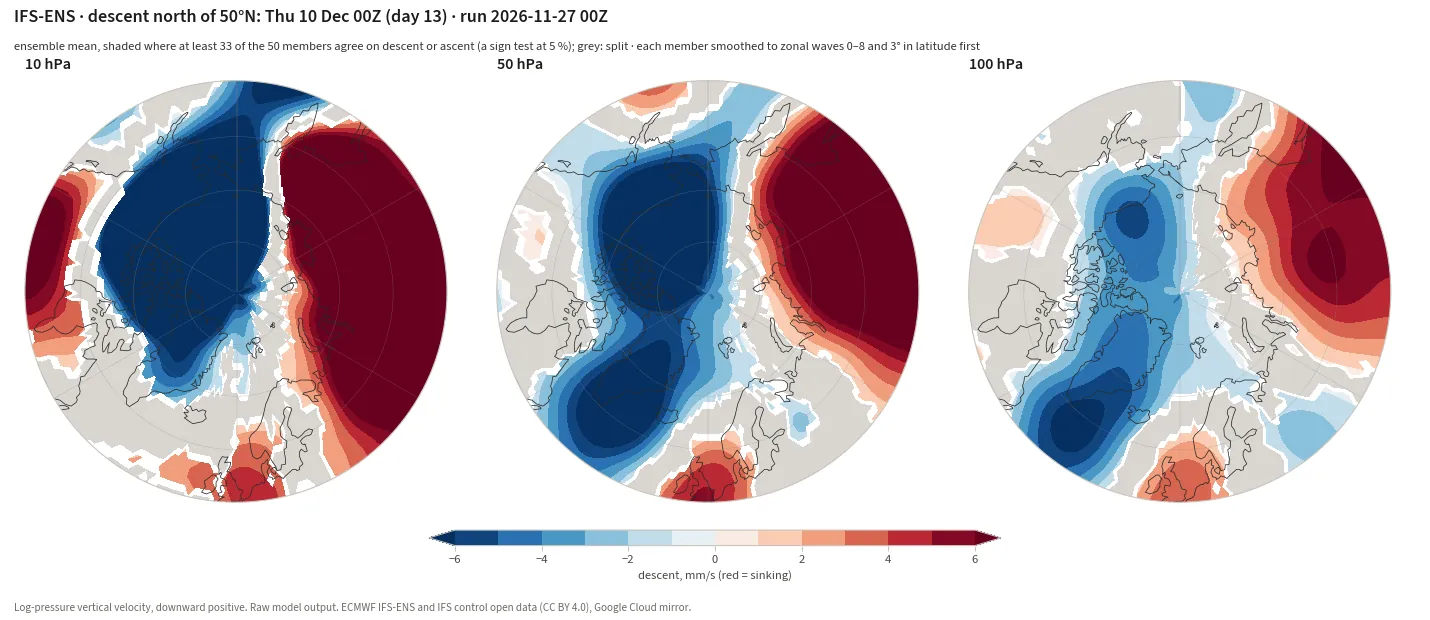 IFS-ENS · descent north of 50°N: Thu 10 Dec 00Z (day 13) · run 2026-11-27 00Z
ensemble mean, shaded where at least 33 of the 50 members agree on descent or ascent (a sign test at 5 %); grey: split · each member smoothed to zonal waves 0–8 and 3° in latitude first
10 hPa
50 hPa
100 hPa
−6 −4 −2 0 2 4 6
descent, mm/s (red = sinking)
Log-pressure vertical velocity, downward positive. Raw model output. ECMWF IFS-ENS and IFS control open data (CC BY 4.0), Google Cloud mirror.